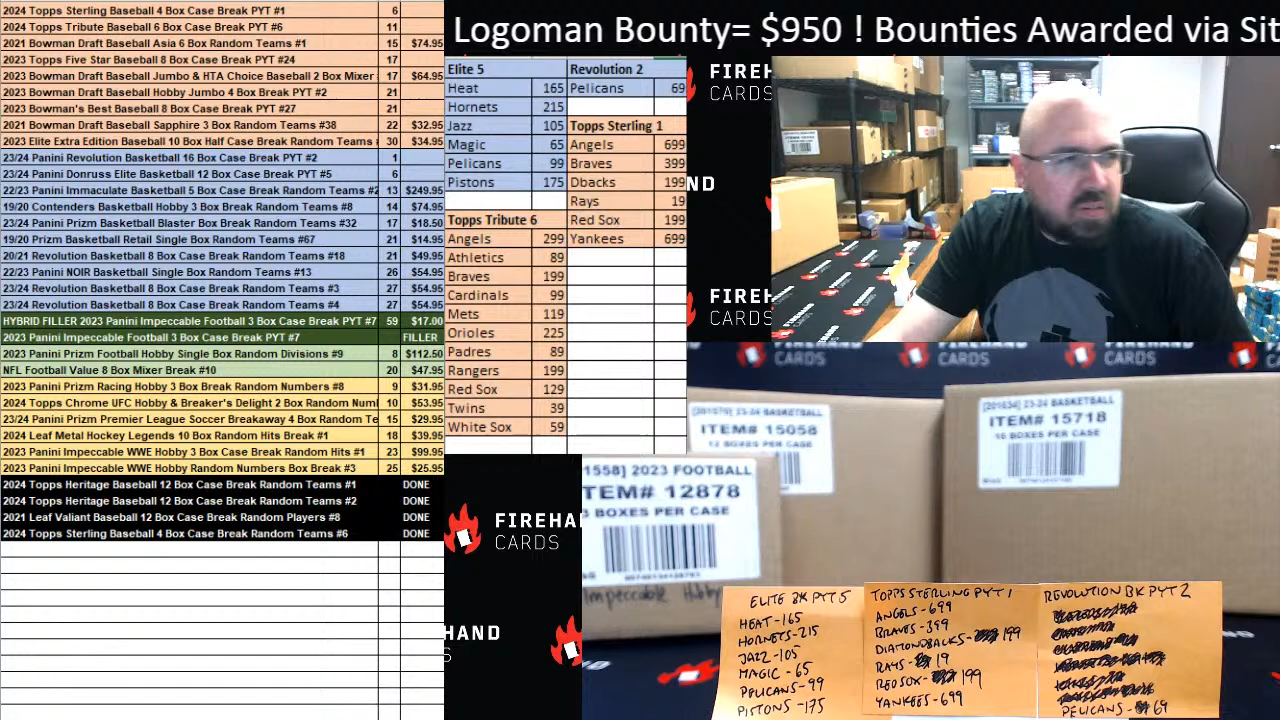 2024 Topps Sterling Baseball 4 Box Case Break PYT #1 6
2024 Topps Tribute Baseball 6 Box Case Break PYT #6 11
2021 Bowman Draft Baseball Asia 6 Box Random Teams #1 15 $74.95
2023 Topps Five Star Baseball 8 Box Case Break PYT #24 17
2023 Bowman Draft Baseball Jumbo & HTA Choice Baseball 2 Box Mixer 17 $64.95
2023 Bowman Draft Baseball Hobby Jumbo 4 Box Break PYT #2 21
2023 Bowman's Best Baseball 8 Box Case Break PYT #27 21
2021 Bowman Draft Baseball Sapphire 3 Box Random Teams #38 22 $32.95
2023 Elite Extra Edition Baseball 10 Box Half Case Break Random Teams 30 $34.95
23/24 Panini Revolution Basketball 16 Box Case Break PYT #2 1
23/24 Panini Donruss Elite Basketball 12 Box Case Break PYT #5 6
22/23 Panini Immaculate Basketball 5 Box Case Break Random Teams #2 13 $249.95
19/20 Contenders Basketball Hobby 3 Box Random Teams #8 14 $74.95
23/24 Panini Prizm Basketball Blaster Box Break Random Teams #32 17 $18.50
19/20 Prizm Basketball Retail Single Box Random Teams #67 21 $14.95
20/21 Revolution Basketball 8 Box Case Break Random Teams #18 21 $49.95
22/23 Panini NOIR Basketball Single Box Random Teams #13 26 $54.95
23/24 Revolution Basketball 8 Box Case Break Random Teams #3 27 $54.95
23/24 Revolution Basketball 8 Box Case Break Random Teams #4 27 $54.95
HYBRID FILLER 2023 Panini Impeccable Football 3 Box Case Break PYT #7 59 $17.00
2023 Panini Impeccable Football 3 Box Case Break PYT #7 FILLER
2023 Panini Prizm Football Hobby Single Box Random Divisions #9 8 $112.50
NFL Football Value 8 Box Mixer Break #10 20 $47.95
2023 Panini Prizm Racing Hobby 3 Box Break Random Numbers #8 9 $31.95
2024 Topps Chrome UFC Hobby & Breaker's Delight 2 Box Random Numl 10 $53.95
23/24 Panini Prizm Premier League Soccer Breakaway 4 Box Random Te 15 $29.95
2024 Leaf Metal Hockey Legends 10 Box Random Hits Break #1 18 $39.95
2023 Panini Impeccable WWE Hobby 3 Box Case Break Random Hits #1 23 $99.95
2023 Panini Impeccable WWE Hobby Random Numbers Box Break #3 25 $25.95
2024 Topps Heritage Baseball 12 Box Case Break Random Teams #1 DONE
2024 Topps Heritage Baseball 12 Box Case Break Random Teams #2 DONE
2021 Leaf Valiant Baseball 12 Box Case Break Random Players #8 DONE
2024 Topps Sterling Baseball 4 Box Case Break Random Teams #6 DONE
Logoman Bounty= $950 ! Bounties Awarded via Sit
Elite 5
Heat 165
Hornets 215
Jazz 105
Magic 65
Pelicans 99
Pistons 175
Topps Tribute 6
Angels 299
Athletics 89
Braves 199
Cardinals 99
Mets 119
Orioles 225
Padres 89
Rangers 199
Red Sox 129
Twins 39
White Sox 59
Revolution 2
Pelicans 69
Topps Sterling 1
Angels 699
Braves 399
Dbacks 199
Rays 19
Red Sox 199
Yankees 699
FIREH
CARDS
ND
FIREH
CARDS
FIREHAND
CARDS
FIREHAN
CARDS
HAND
S
23-24 BASKETBALL
ITEM# 15058
12 BOXES PER CASE
[201634] 23-24 BASKETBALL
ITEM# 15718
16 BOXES PER CASE
1558] 2023 FOOTBALL
TEM# 12878
3 BOXES PER CASE
Impeccable Hobby
ELITE BK PYT 5
HEAT-165
HORNETS-215
JAZZ-105
MAGIC-65
PELICANS-99
PISTONS-175
TOPPS STERLING PYT 1
ANGELS-699
BRAVES-399
DIAMONDBACKS- 199
RAYS- 19
RED SOX- 199
YANKEES-699
REVOLUTION BK PYT 2
PELICANS- 69